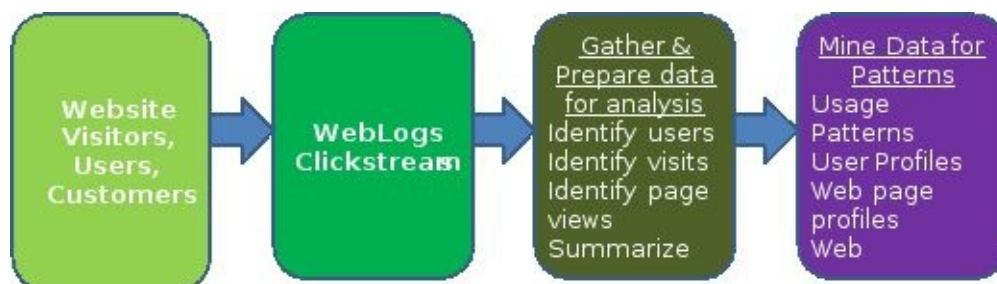 Website
Visitors,
Users,
Customers
WebLogs
Clickstreams
Gather &
Prepare data
for analysis
Identify users
Identify visits
Identify page
views
Summarize
Mine Data for
Patterns
Usage
Patterns
User Profiles
Web page
profiles
Web